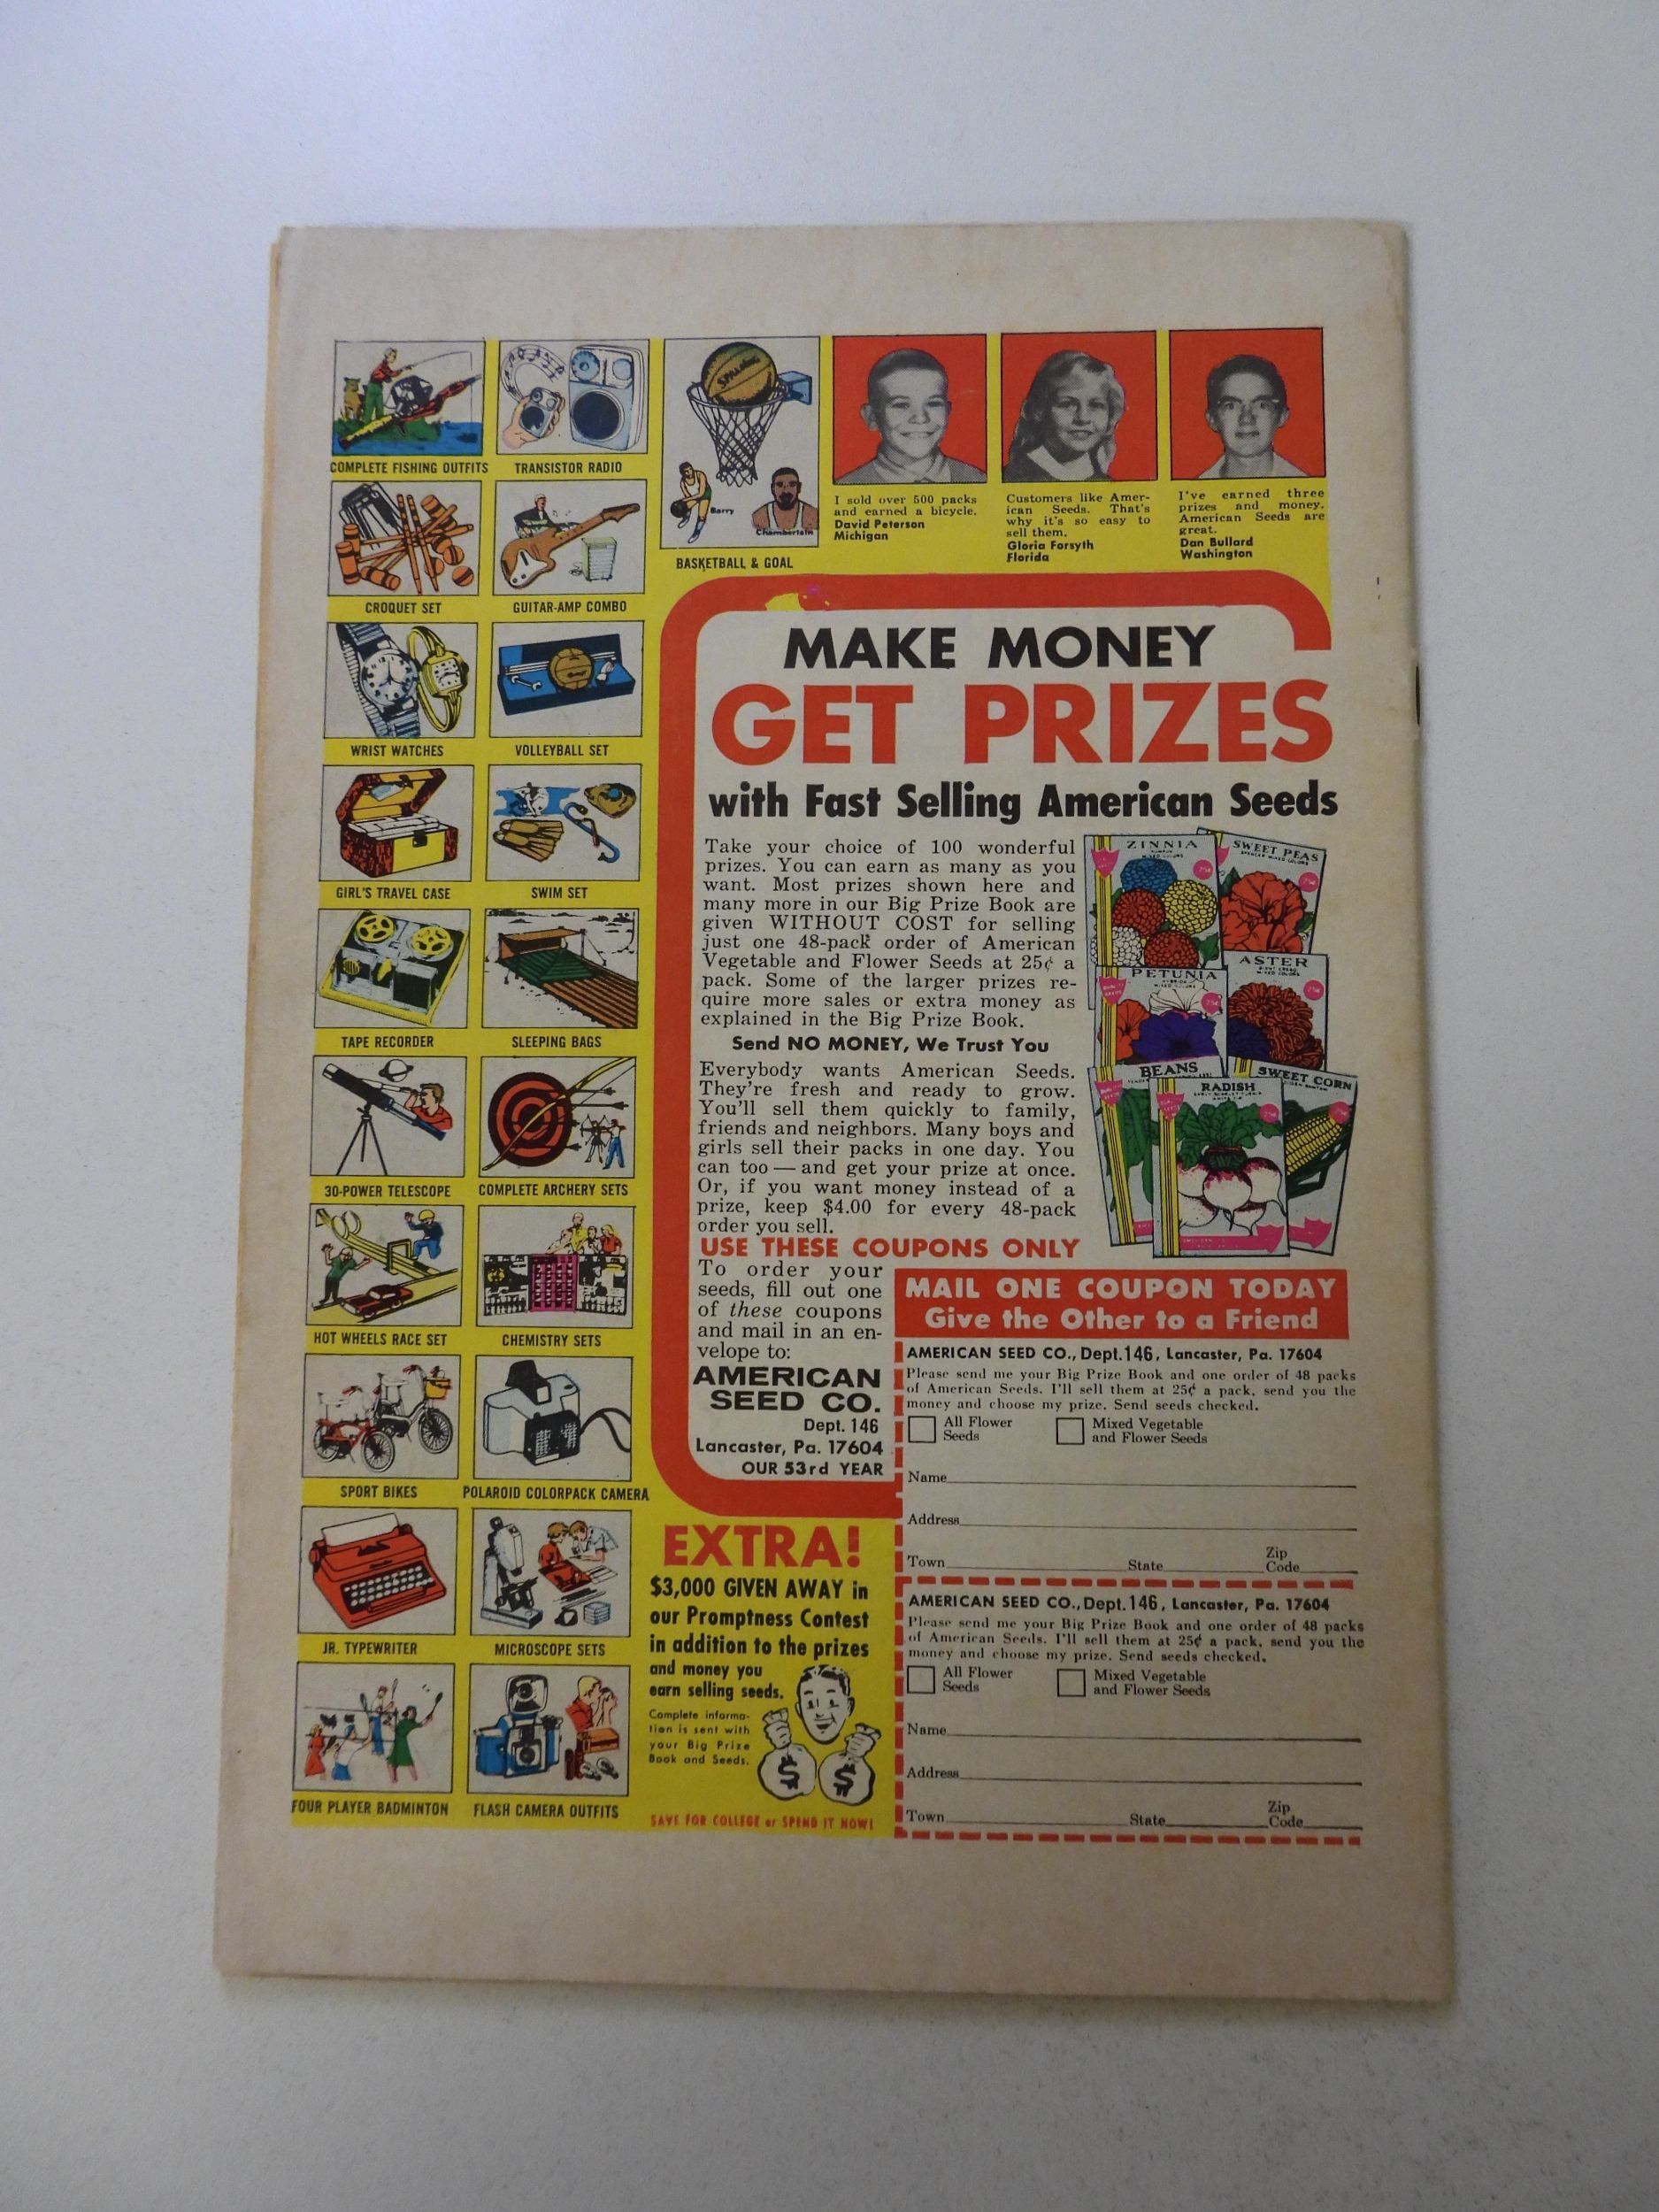 COMPLETE FISHING OUTFITS
TRANSISTOR RADIO
CROQUET SET
GUITAR-AMP COMBO
WRIST WATCHES
VOLLEYBALL SET
GIRL'S TRAVEL CASE
SWIM SET
TAPE RECORDER
SLEEPING BAGS
30-POWER TELESCOPE
COMPLETE ARCHERY SETS
HOT WHEELS RACE SET
CHEMISTRY SETS
SPORT BIKES
POLAROID COLORPACK CAMERA
JR. TYPEWRITER
MICROSCOPE SETS
FOUR PLAYER BADMINTON
FLASH CAMERA OUTFITS
SPALDING
Barry
Chamberlain
BASKETBALL & GOAL
I sold over 500 packs
and earned a bicycle.
David Peterson
Michigan
Customers like Amer-
ican Seeds. That's
why it's so easy to
sell them.
Gloria Forsyth
Florida
I've earned three
prizes and money.
American Seeds are
great.
Dan Bullard
Washington
MAKE MONEY
GET PRIZES
with Fast Selling American Seeds
Take your choice of 100 wonderful
prizes. You can earn as many as you
want. Most prizes shown here and
many more in our Big Prize Book are
given WITHOUT COST for selling
just one 48-pack order of American
Vegetable and Flower Seeds at 25¢ a
pack. Some of the larger prizes re-
quire more sales or extra money as
explained in the Big Prize Book.
Send NO MONEY, We Trust You
Everybody wants American Seeds.
They're fresh and ready to grow.
You'll sell them quickly to family,
friends and neighbors. Many boys and
girls sell their packs in one day. You
can too — and get your prize at once.
Or, if you want money instead of a
prize, keep $4.00 for every 48-pack
order you sell.
ZINNIA
MIXED COLORS
25¢
SWEET PEAS
25¢
PETUNIA
MIXED COLORS
25¢
ASTER
MIXED COLORS
25¢
BEANS
RADISH
SWEET CORN
USE THESE COUPONS ONLY
To order your
seeds, fill out one
of these coupons
and mail in an en-
velope to:
AMERICAN
SEED CO.
Dept. 146
Lancaster, Pa. 17604
OUR 53rd YEAR
MAIL ONE COUPON TODAY
Give the Other to a Friend
AMERICAN SEED CO., Dept. 146, Lancaster, Pa. 17604
Please send me your Big Prize Book and one order of 48 packs
of American Seeds. I'll sell them at 25¢ a pack, send you the
money and choose my prize. Send seeds checked.
All Flower
Seeds
Mixed Vegetable
and Flower Seeds
Name
Address
Town State Zip Code
AMERICAN SEED CO., Dept. 146, Lancaster, Pa. 17604
Please send me your Big Prize Book and one order of 48 packs
of American Seeds. I'll sell them at 25¢ a pack, send you the
money and choose my prize. Send seeds checked.
All Flower
Seeds
Mixed Vegetable
and Flower Seeds
Name
Address
Town State Zip Code
EXTRA!
$3,000 GIVEN AWAY in
our Promptness Contest
in addition to the prizes
and money you
earn selling seeds.
Complete informa-
tion is sent with
your Big Prize
Book and Seeds.
$ $
SAVE FOR COLLEGE or SPEND IT NOW!